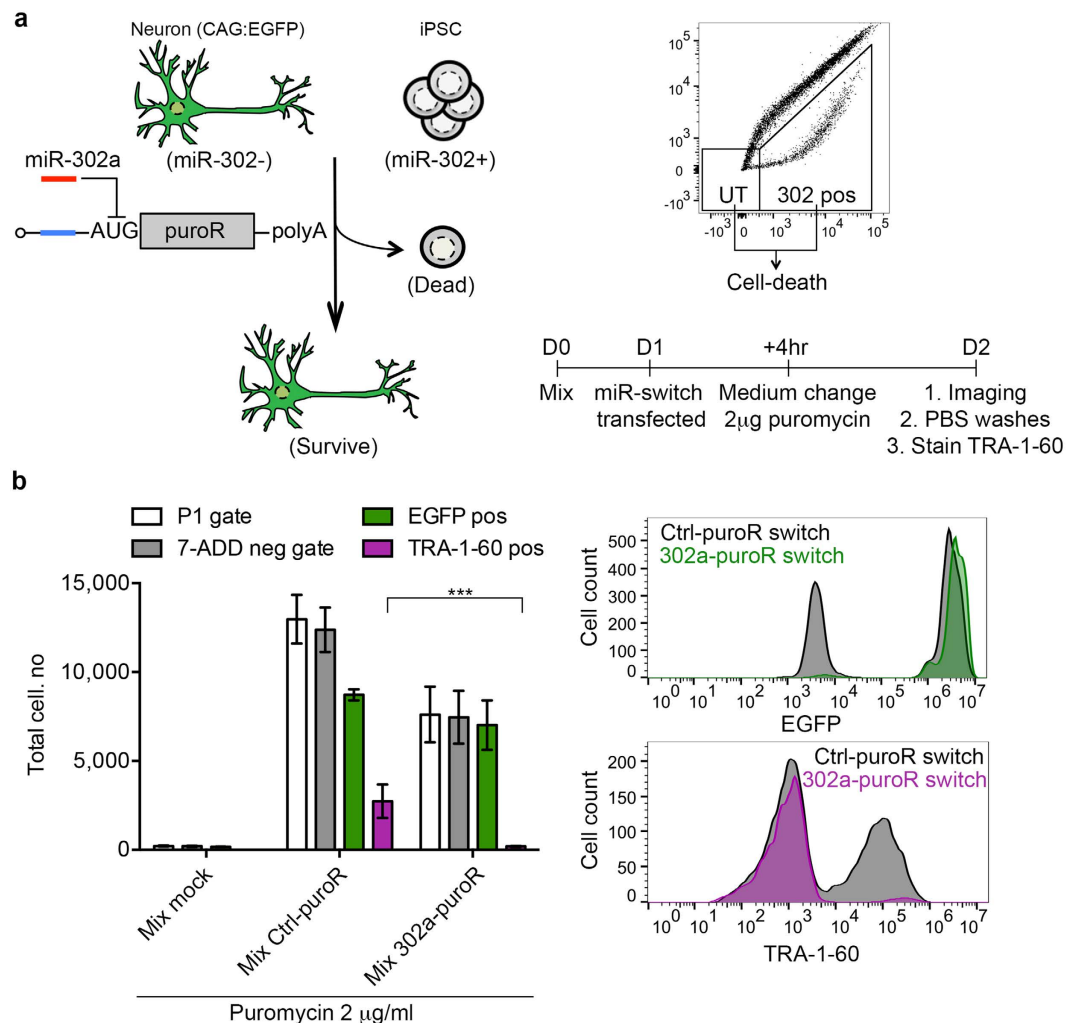 a
Neuron (CAG:EGFP)
iPSC
(miR-302-)
(miR-302+)
miR-302a
AUG
puroR
polyA
(Dead)
(Survive)
10^5
10^4
10^3
0
-10^3
UT
302 pos
-10^3 0 10^3 10^4 10^5
Cell-death
D0 D1 +4hr D2
Mix
miR-switch
transfected
Medium change
2μg puromycin
1. Imaging
2. PBS washes
3. Stain TRA-1-60
b
P1 gate
EGFP pos
7-ADD neg gate
TRA-1-60 pos
Total cell. no
15,000
10,000
5,000
0
***
Mix mock
Mix Ctrl-puroR
Mix 302a-puroR
Puromycin 2 μg/ml
Ctrl-puroR switch
302a-puroR switch
Cell count
500
400
300
200
100
0
10^0 10^1 10^2 10^3 10^4 10^5 10^6 10^7
EGFP
Ctrl-puroR switch
302a-puroR switch
Cell count
200
150
100
50
0
10^0 10^1 10^2 10^3 10^4 10^5 10^6 10^7
TRA-1-60